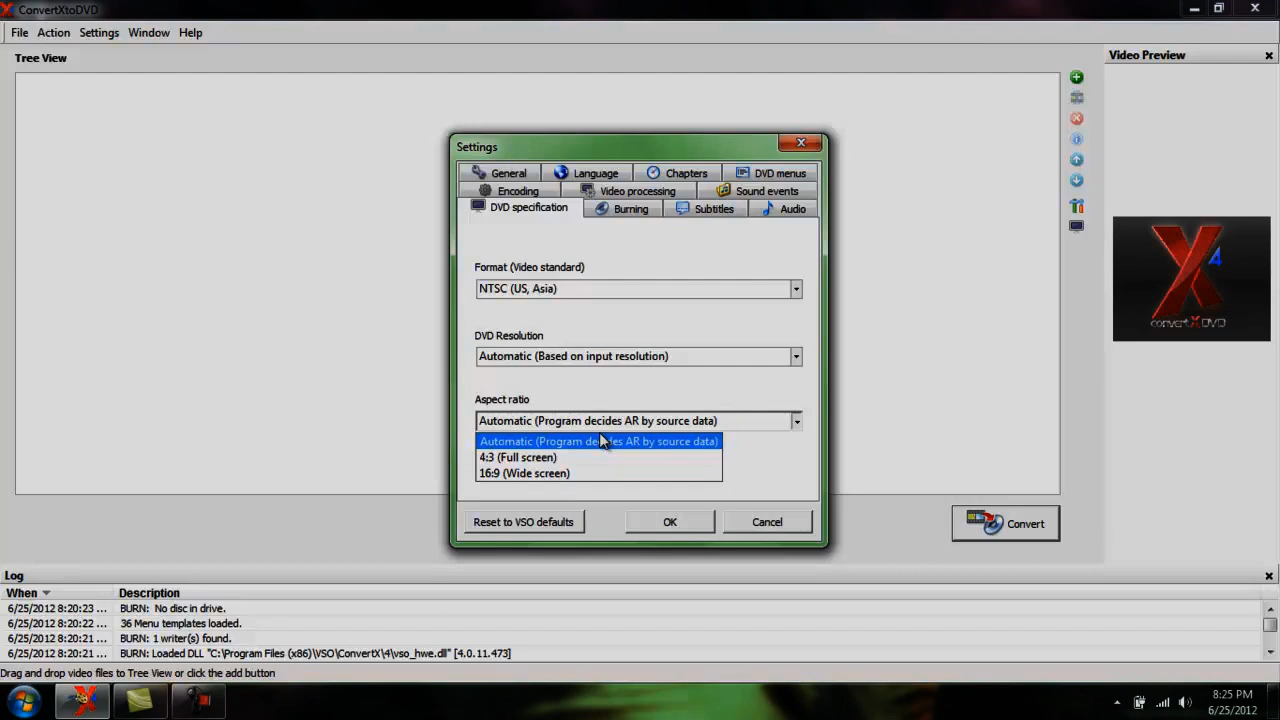 ConvertXtoDVD
File Action Settings Window Help
Tree View
Video Preview
Settings
General Language Chapters DVD menus
Encoding Video processing Sound events
DVD specification Burning Subtitles Audio
Format (Video standard)
NTSC (US, Asia)
DVD Resolution
Automatic (Based on input resolution)
Aspect ratio
Automatic (Program decides AR by source data)
Automatic (Program decides AR by source data)
4:3 (Full screen)
16:9 (Wide screen)
Reset to VSO defaults OK Cancel
4
convertX DVD
Convert
Log
When Description
6/25/2012 8:20:23 ... BURN: No disc in drive.
6/25/2012 8:20:22 ... 36 Menu templates loaded.
6/25/2012 8:20:21 ... BURN: 1 writer(s) found.
6/25/2012 8:20:21 ... BURN: Loaded DLL "C:\Program Files (x86)\VSO\ConvertX\4\vso_hwe.dll" [4.0.11.473]
Drag and drop video files to Tree View or click the add button
8:25 PM
6/25/2012